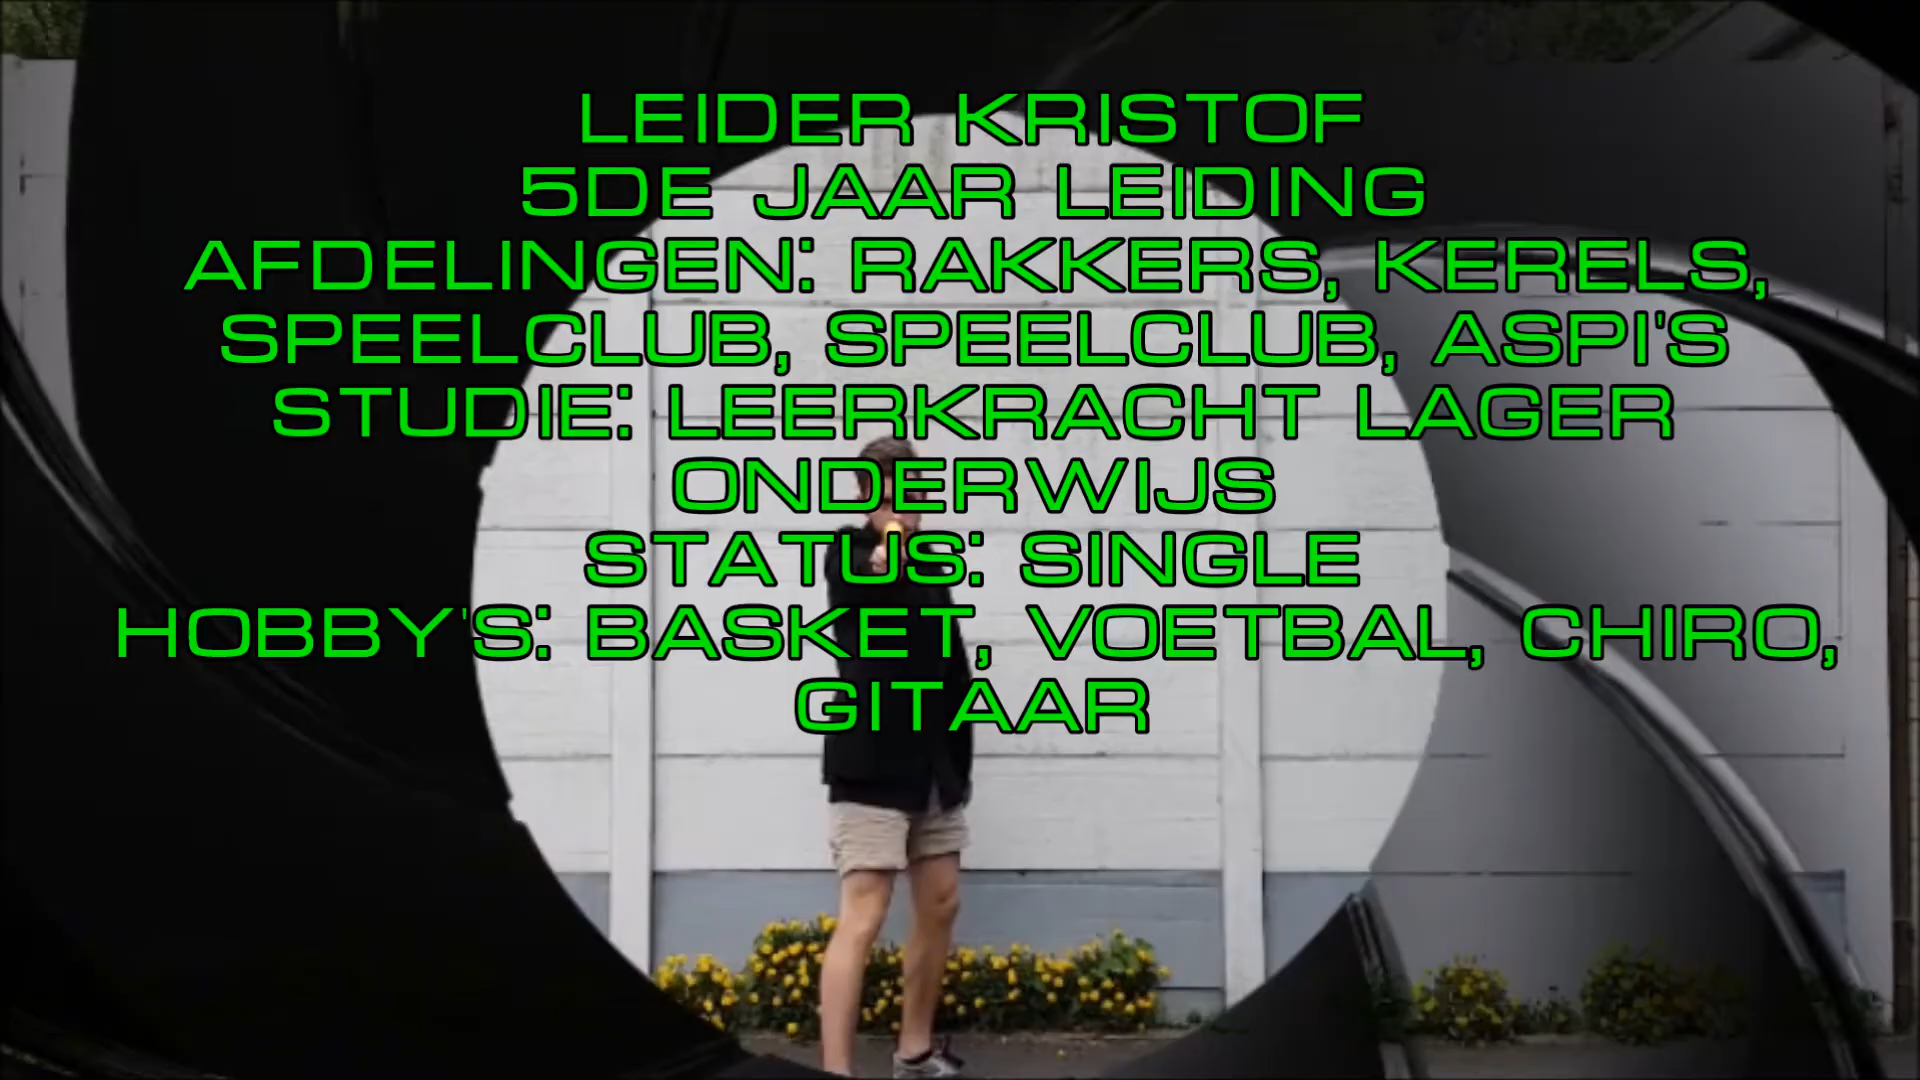 LEIDER KRISTOF
5DE JAAR LEIDING
AFDELINGEN: RAKKERS, KERELS,
SPEELCLUB, SPEELCLUB, ASPI'S
STUDIE: LEERKRACHT LAGER
ONDERWIJS
STATUS: SINGLE
HOBBY'S: BASKET, VOETBAL, CHIRO,
GITAAR